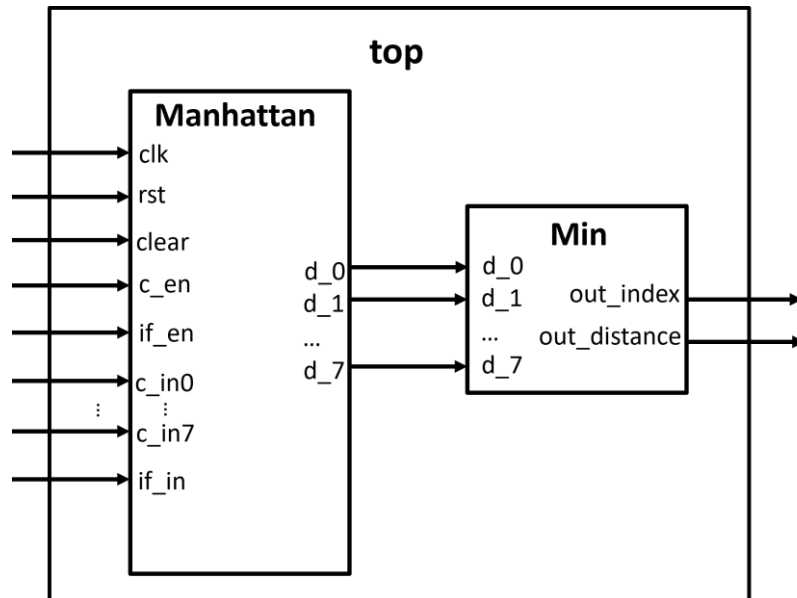 top
Manhattan
clk
rst
clear
c_en
if_en
c_in0
⋮ ⋮
c_in7
if_in
d_0
d_1
...
d_7
Min
d_0
d_1
...
d_7
out_index
out_distance